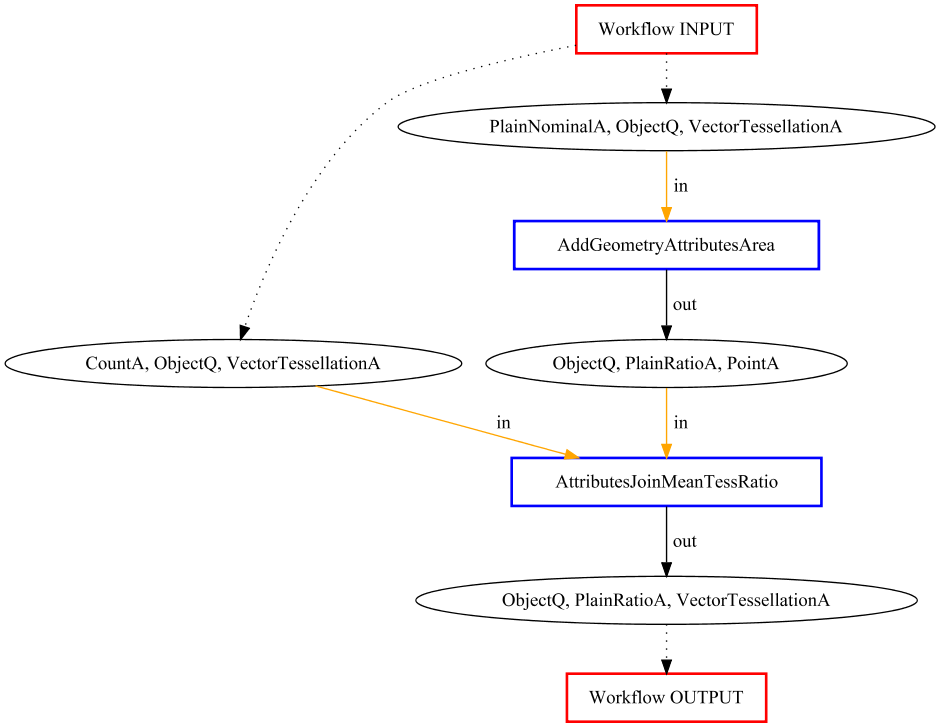 Workflow INPUT
PlainNominalA, ObjectQ, VectorTessellationA
in
AddGeometryAttributesArea
out
CountA, ObjectQ, VectorTessellationA
ObjectQ, PlainRatioA, PointA
in
in
AttributesJoinMeanTessRatio
out
ObjectQ, PlainRatioA, VectorTessellationA
Workflow OUTPUT